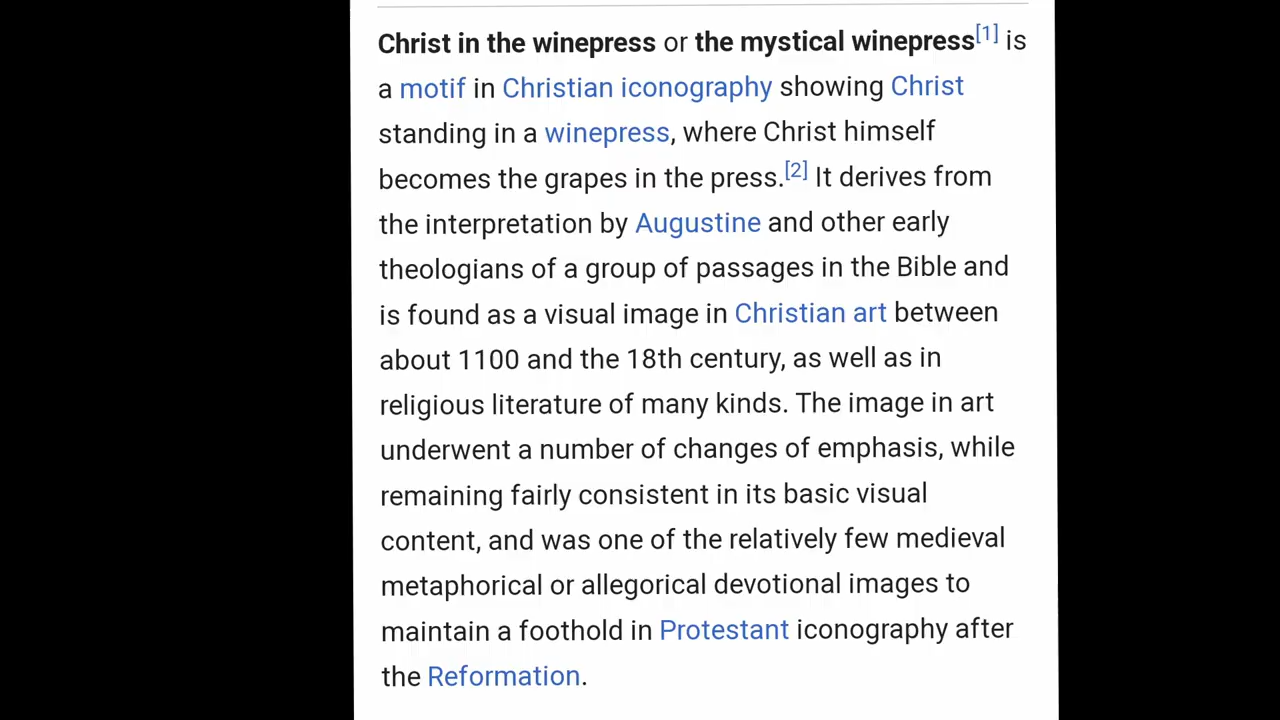 Christ in the winepress or the mystical winepress[1] is
a motif in Christian iconography showing Christ
standing in a winepress, where Christ himself
becomes the grapes in the press.[2] It derives from
the interpretation by Augustine and other early
theologians of a group of passages in the Bible and
is found as a visual image in Christian art between
about 1100 and the 18th century, as well as in
religious literature of many kinds. The image in art
underwent a number of changes of emphasis, while
remaining fairly consistent in its basic visual
content, and was one of the relatively few medieval
metaphorical or allegorical devotional images to
maintain a foothold in Protestant iconography after
the Reformation.